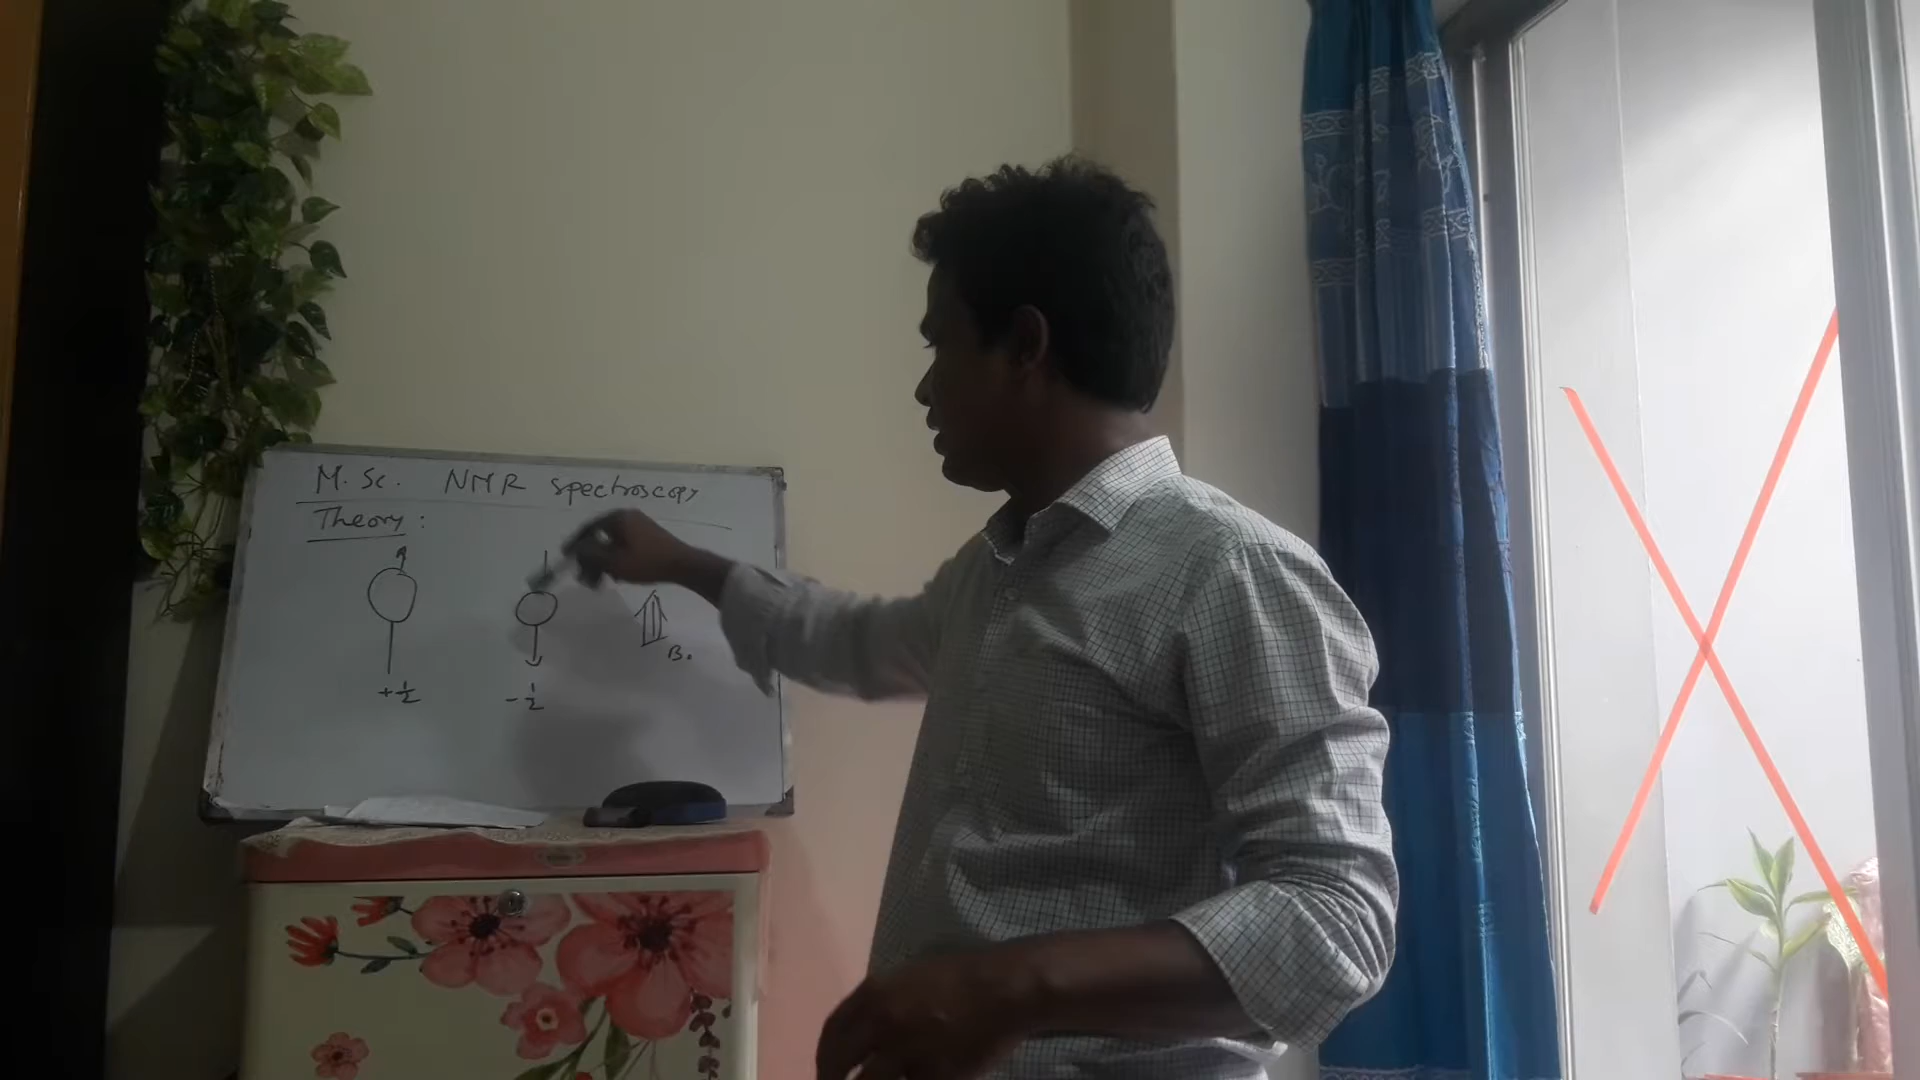 M. Sc. NMR spectroscopy
Theory :
B.
+ 1/2 - 1/2